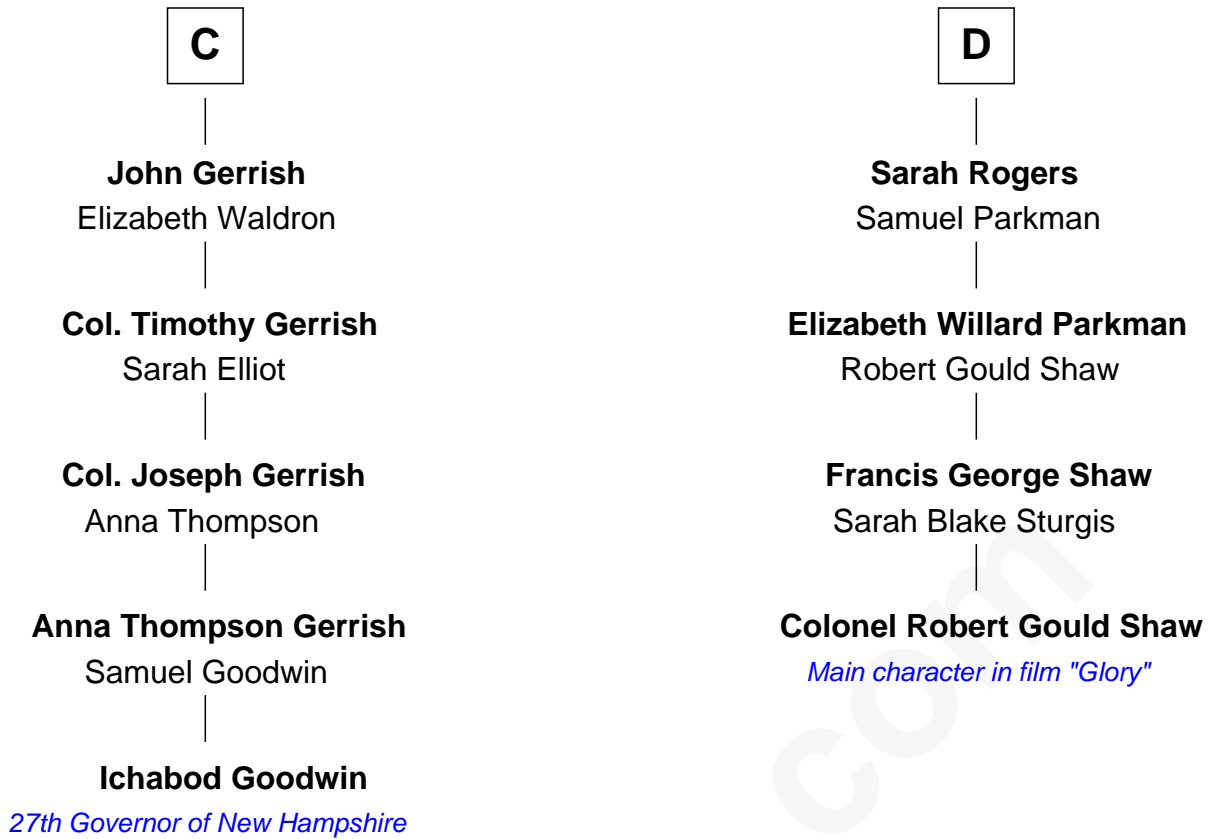 C
John Gerrish
Elizabeth Waldron
Col. Timothy Gerrish
Sarah Elliot
Col. Joseph Gerrish
Anna Thompson
Anna Thompson Gerrish
Samuel Goodwin
Ichabod Goodwin
27th Governor of New Hampshire
D
Sarah Rogers
Samuel Parkman
Elizabeth Willard Parkman
Robert Gould Shaw
Francis George Shaw
Sarah Blake Sturgis
Colonel Robert Gould Shaw
Main character in film "Glory"
com